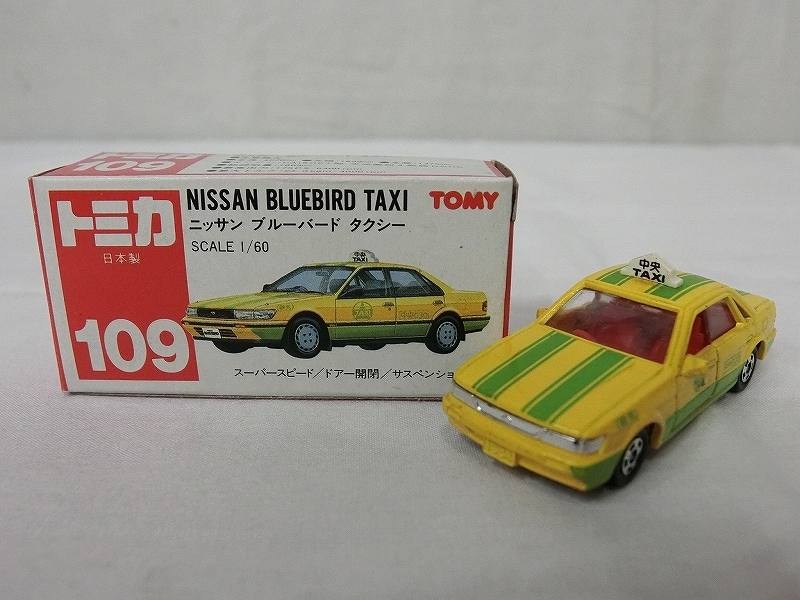 109
トミカ
日本製
109
NISSAN BLUEBIRD TAXI
TOMY
ニッサン ブルーバード タクシー
SCALE 1/60
TAXI
スーパースピード/ドアー開閉/サスペンショ
中央
TAXI